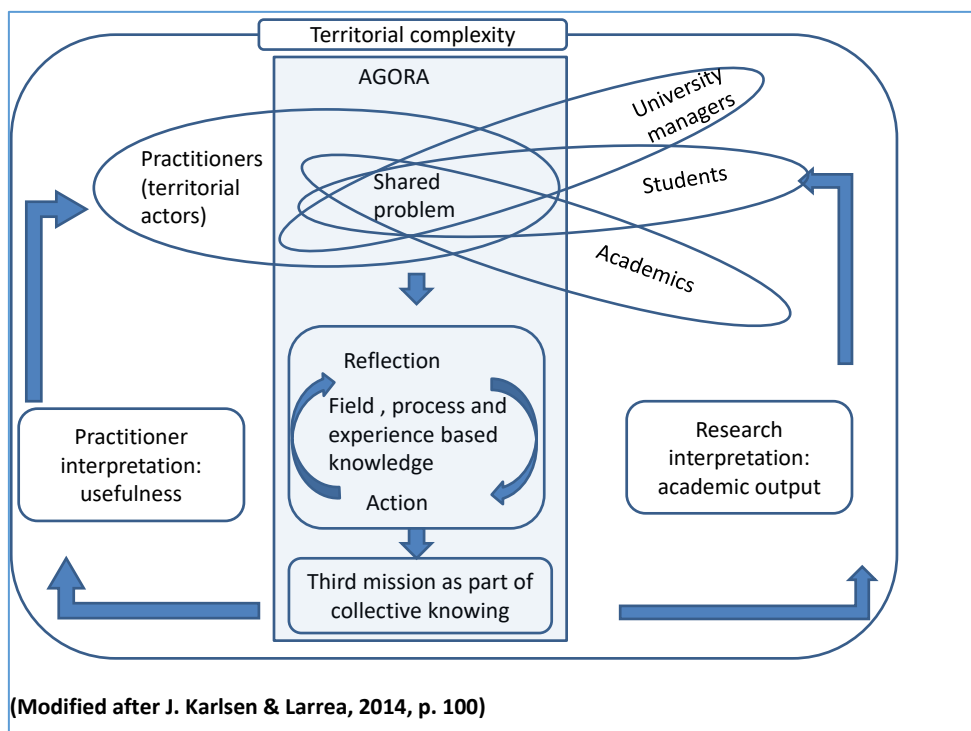 Territorial complexity
AGORA
University
managers
Practitioners
(territorial
actors)
Shared
problem
Students
Academics
Reflection
Field , process and
experience based
knowledge
Action
Practitioner
interpretation:
usefulness
Research
interpretation:
academic output
Third mission as part of
collective knowing
(Modified after J. Karlsen & Larrea, 2014, p. 100)